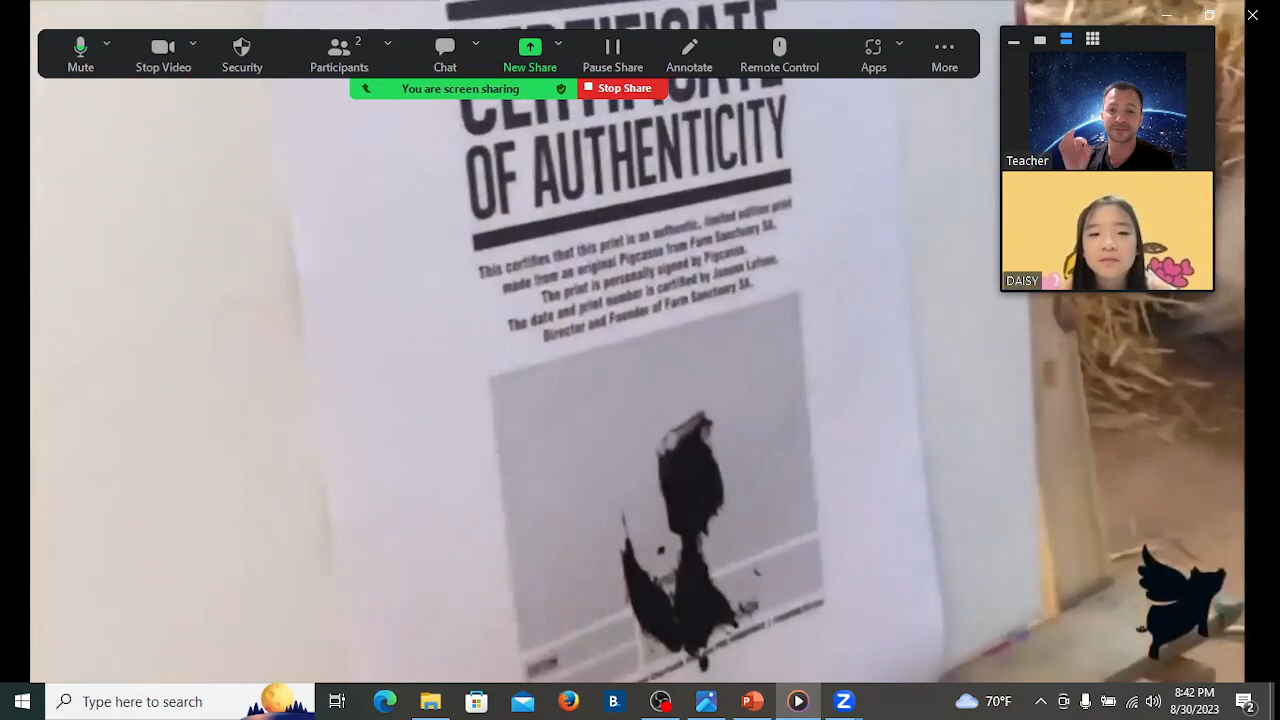 2
Mute
Stop Video
Security
Participants
Chat
New Share
Pause Share
Annotate
Remote Control
Apps
More
You are screen sharing
Stop Share
Teacher
DAISY
CERTIFICATE
CERTIFICATE
OF AUTHENTICITY
This certifies that this print is an authentic, limited edition print
made from an original Pigcasso from Farm Sanctuary SA.
The print is personally signed by Pigcasso.
The date and print number is certified by Joanne Lefson,
Director and Founder of Farm Sanctuary SA.
Type here to search
B.
P
70°F
8:42 PM
8/30/2023
2